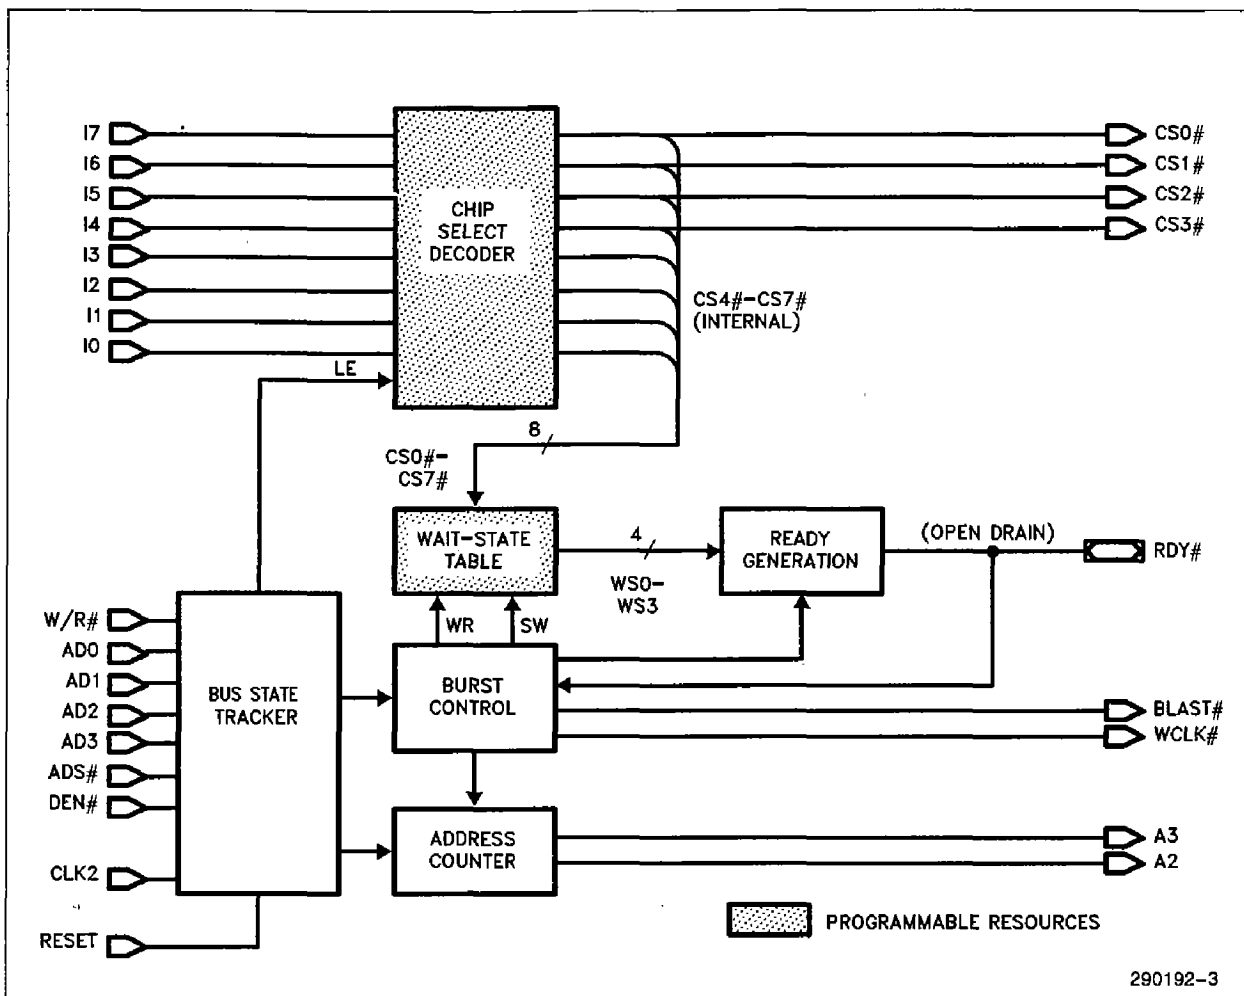 I7
I6
I5
I4
I3
I2
I1
I0
CHIP
SELECT
DECODER
LE
CS0#
CS1#
CS2#
CS3#
CS4#-CS7#
(INTERNAL)
8
CS0#-
CS7#
WAIT-STATE
TABLE
4
WS0-
WS3
READY
GENERATION
(OPEN DRAIN)
RDY#
WR
SW
W/R#
AD0
AD1
AD2
AD3
ADS#
DEN#
CLK2
RESET
BUS STATE
TRACKER
BURST
CONTROL
BLAST#
WCLK#
ADDRESS
COUNTER
A3
A2
PROGRAMMABLE RESOURCES
290192-3